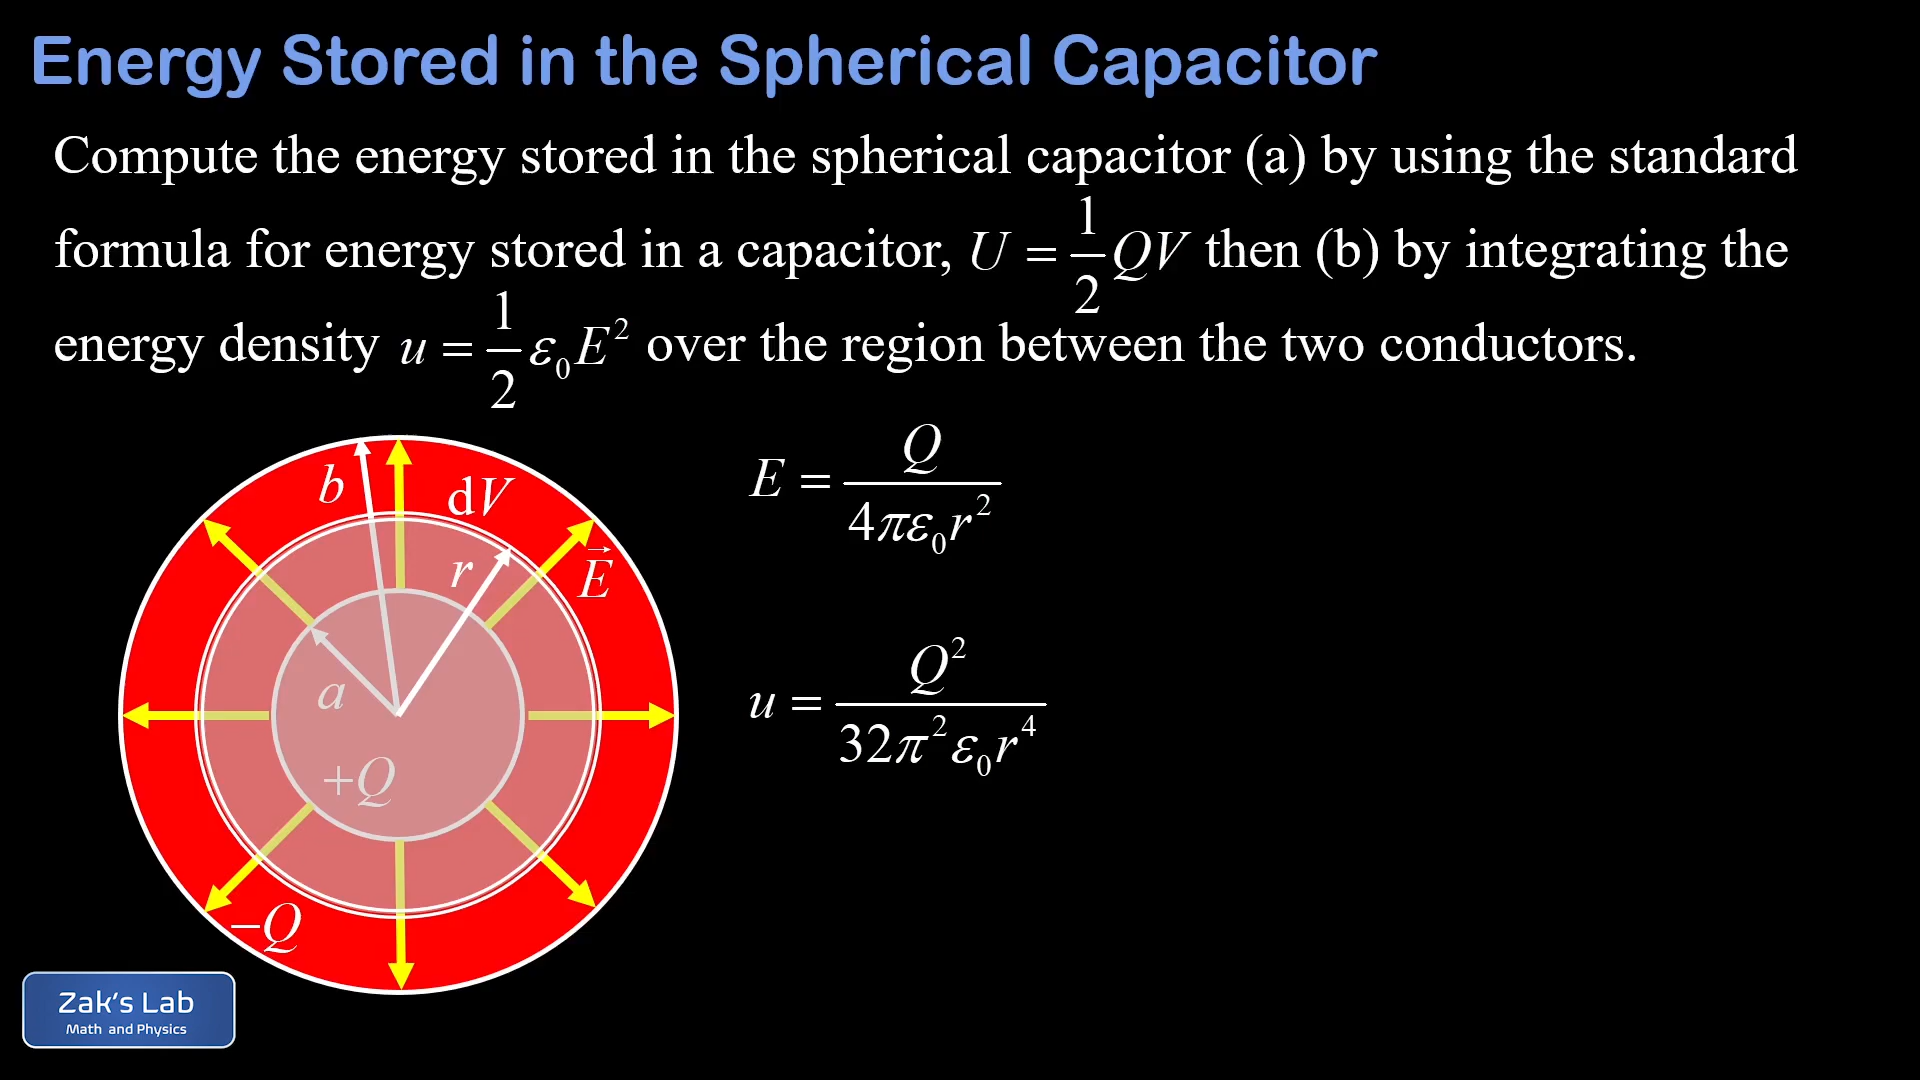 Energy Stored in the Spherical Capacitor
Compute the energy stored in the spherical capacitor (a) by using the standard
formula for energy stored in a capacitor, U = 1/2 QV then (b) by integrating the
energy density u = 1/2 ε₀E² over the region between the two conductors.
E = Q / 4πε₀r²
u = Q² / 32π²ε₀r⁴
b
dV
r
E⃗
a
+Q
−Q
Zak's Lab
Math and Physics